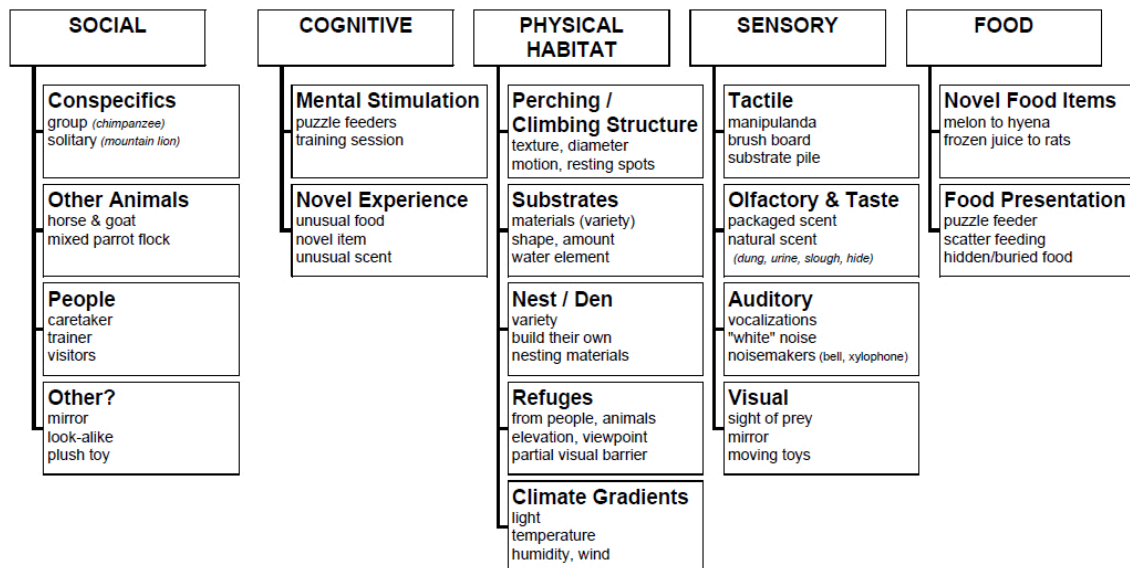 SOCIAL
Conspecifics
group (chimpanzee)
solitary (mountain lion)
Other Animals
horse & goat
mixed parrot flock
People
caretaker
trainer
visitors
Other?
mirror
look-alike
plush toy
COGNITIVE
Mental Stimulation
puzzle feeders
training session
Novel Experience
unusual food
novel item
unusual scent
PHYSICAL
HABITAT
Perching /
Climbing Structure
texture, diameter
motion, resting spots
Substrates
materials (variety)
shape, amount
water element
Nest / Den
variety
build their own
nesting materials
Refuges
from people, animals
elevation, viewpoint
partial visual barrier
Climate Gradients
light
temperature
humidity, wind
SENSORY
Tactile
manipulanda
brush board
substrate pile
Olfactory & Taste
packaged scent
natural scent
(dung, urine, slough, hide)
Auditory
vocalizations
"white" noise
noisemakers (bell, xylophone)
Visual
sight of prey
mirror
moving toys
FOOD
Novel Food Items
melon to hyena
frozen juice to rats
Food Presentation
puzzle feeder
scatter feeding
hidden/buried food